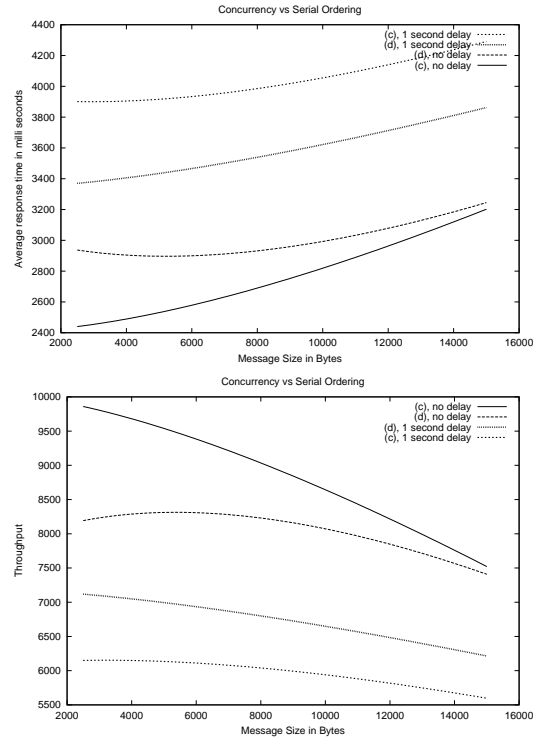 Concurrency vs Serial Ordering
4400
4200
4000
3800
3600
3400
3200
3000
2800
2600
2400
Average response time in milli seconds
(c), 1 second delay
(d), 1 second delay
(d), no delay
(c), no delay
2000 4000 6000 8000 10000 12000 14000 16000
Message Size in Bytes
Concurrency vs Serial Ordering
10000
9500
9000
8500
8000
7500
7000
6500
6000
5500
Throughput
(c), no delay
(d), no delay
(d), 1 second delay
(c), 1 second delay
2000 4000 6000 8000 10000 12000 14000 16000
Message Size in Bytes